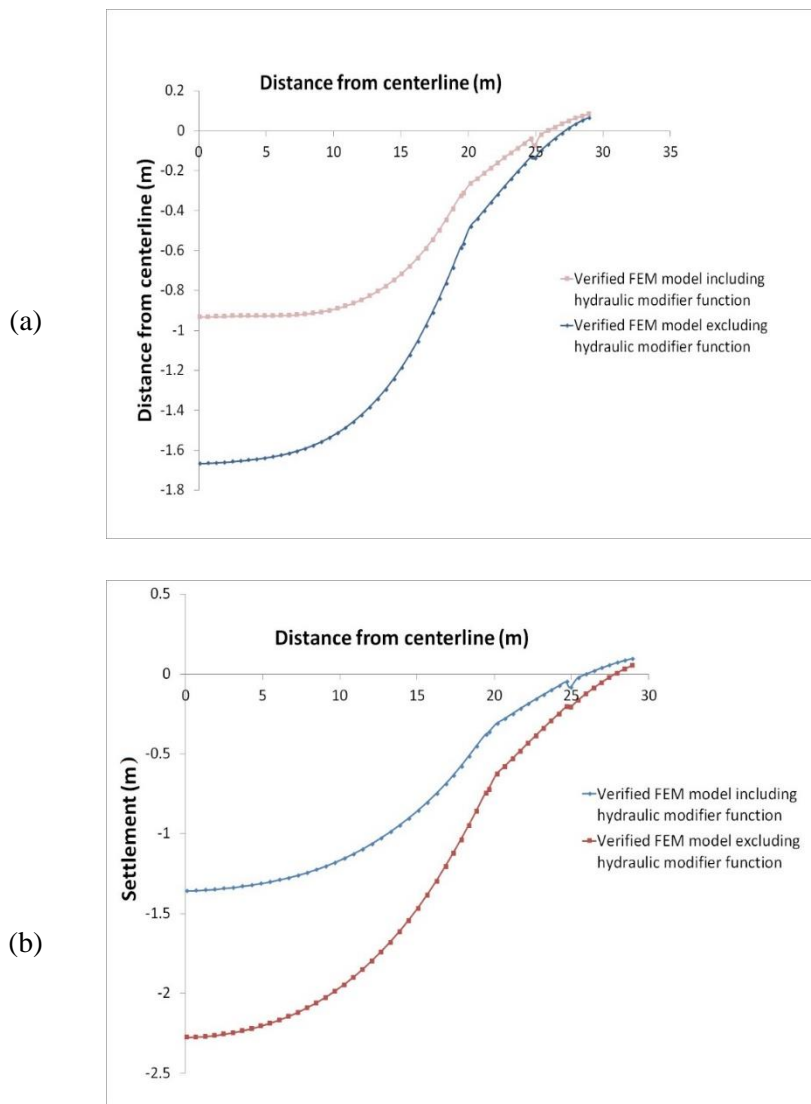 (a)
Distance from centerline (m)
Distance from centerline (m)
0.2
0
-0.2
-0.4
-0.6
-0.8
-1
-1.2
-1.4
-1.6
-1.8
0 5 10 15 20 25 30 35
Verified FEM model including
hydraulic modifier function
Verified FEM model excluding
hydraulic modifier function
(b)
Distance from centerline (m)
Settlement (m)
0.5
0
-0.5
-1
-1.5
-2
-2.5
0 5 10 15 20 25 30
Verified FEM model including
hydraulic modifier function
Verified FEM model excluding
hydraulic modifier function